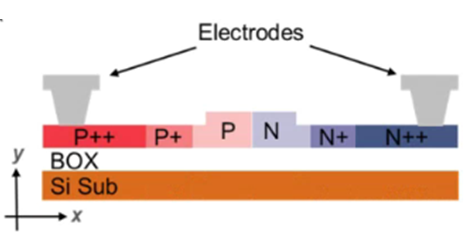 Electrodes
P++ P+ P N N+ N++
y BOX
Si Sub
x